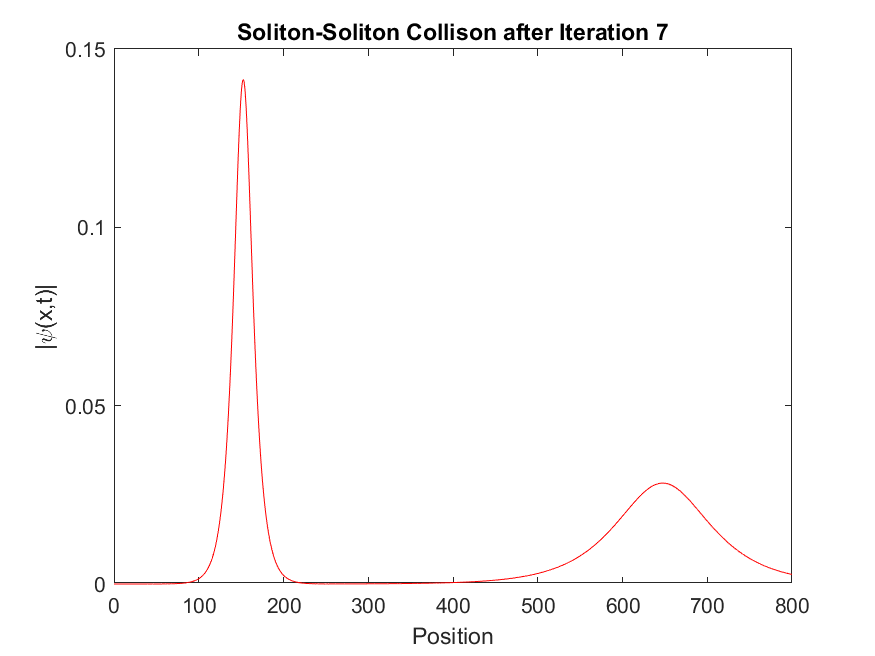 Soliton-Soliton Collison after Iteration 7
0.15
0.1
0.05
0
|ψ(x,t)|
0 100 200 300 400 500 600 700 800
Position